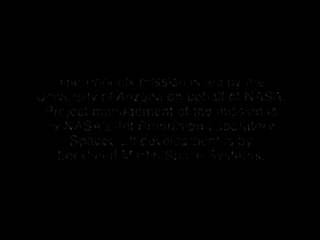 The Phoenix mission is led by the
University of Arizona on behalf of NASA.
Project management of the mission is
by NASA's Jet Propulsion Laboratory.
Spacecraft development is by
Lockheed Martin Space Systems.